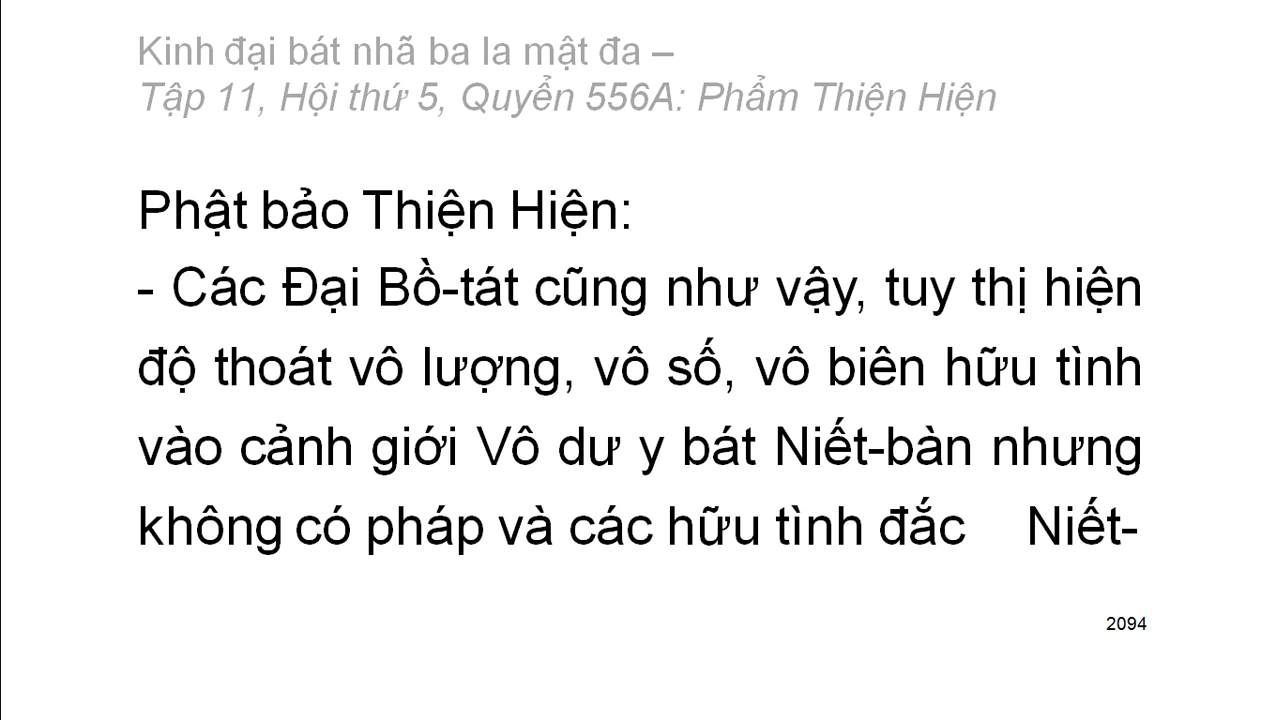 Kinh đại bát nhã ba la mật đa –
Tập 11, Hội thứ 5, Quyển 556A: Phẩm Thiện Hiện
Phật bảo Thiện Hiện:
- Các Đại Bồ-tát cũng như vậy, tuy thị hiện
độ thoát vô lượng, vô số, vô biên hữu tình
vào cảnh giới Vô dư y bát Niết-bàn nhưng
không có pháp và các hữu tình đắc Niết-
2094